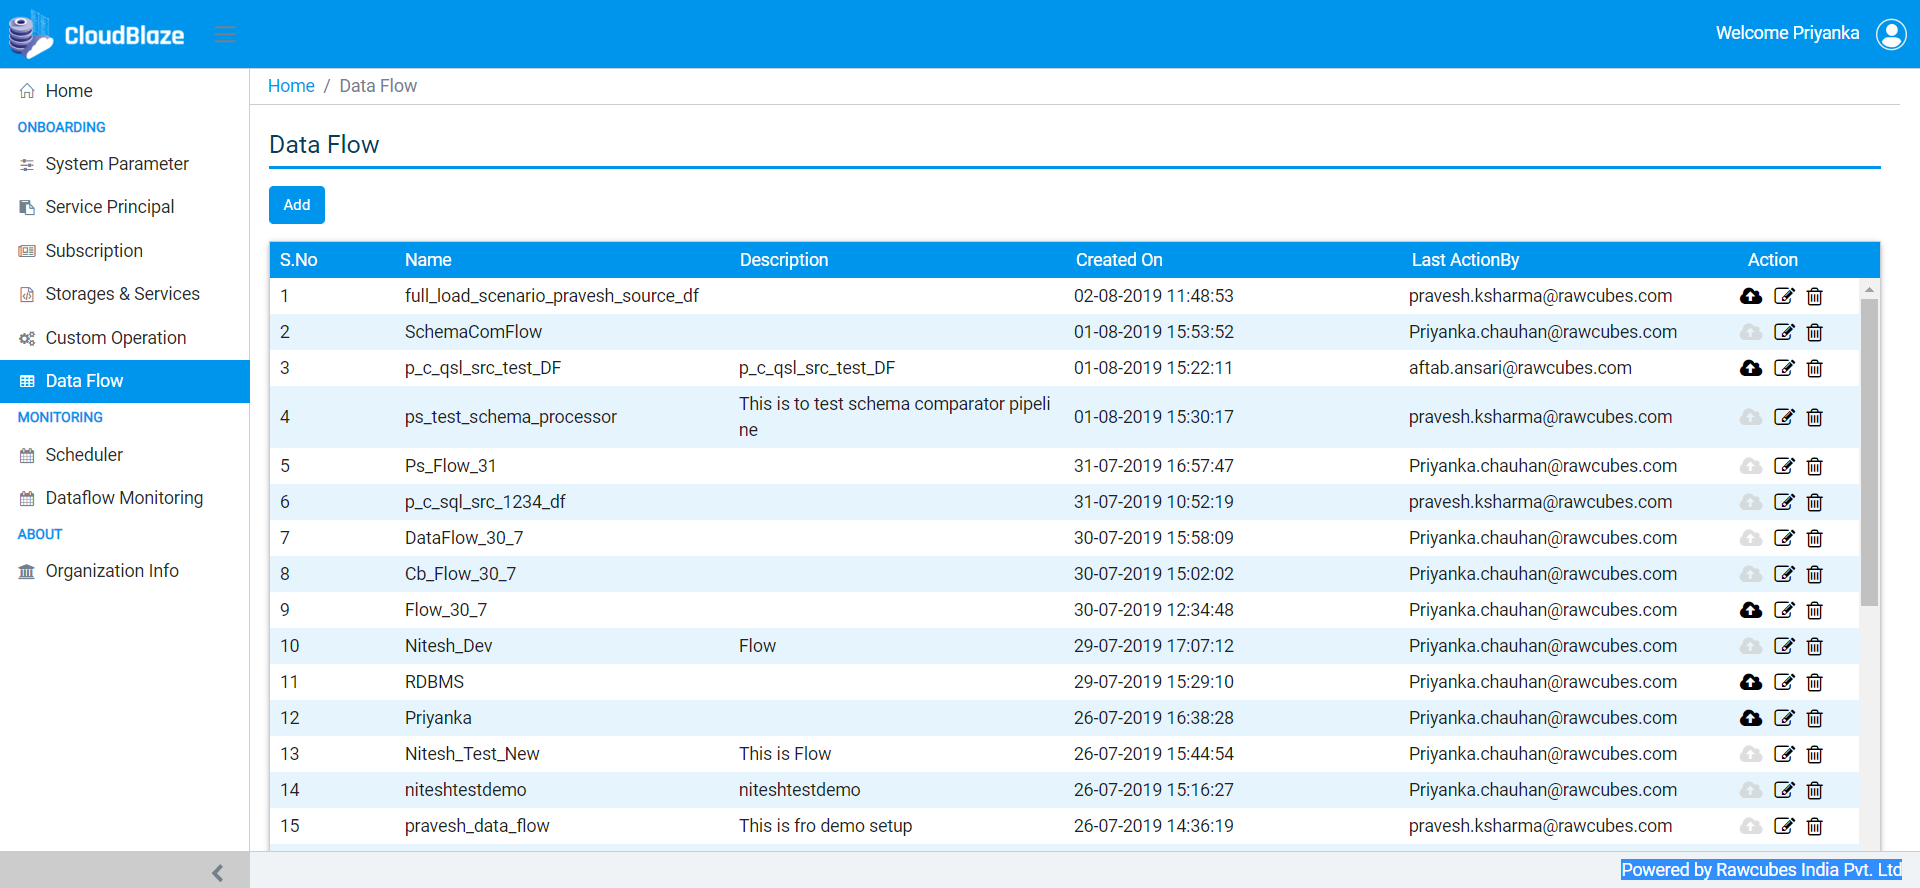 CloudBlaze
Welcome Priyanka
Home
ONBOARDING
System Parameter
Service Principal
Subscription
Storages & Services
Custom Operation
Data Flow
MONITORING
Scheduler
Dataflow Monitoring
ABOUT
Organization Info
Home / Data Flow
Data Flow
Add
S.No Name Description Created On Last ActionBy Action
1 full_load_scenario_pravesh_source_df 02-08-2019 11:48:53 pravesh.ksharma@rawcubes.com
2 SchemaComFlow 01-08-2019 15:53:52 Priyanka.chauhan@rawcubes.com
3 p_c_qsl_src_test_DF p_c_qsl_src_test_DF 01-08-2019 15:22:11 aftab.ansari@rawcubes.com
4 ps_test_schema_processor This is to test schema comparator pipeli
ne 01-08-2019 15:30:17 pravesh.ksharma@rawcubes.com
5 Ps_Flow_31 31-07-2019 16:57:47 Priyanka.chauhan@rawcubes.com
6 p_c_sql_src_1234_df 31-07-2019 10:52:19 pravesh.ksharma@rawcubes.com
7 DataFlow_30_7 30-07-2019 15:58:09 Priyanka.chauhan@rawcubes.com
8 Cb_Flow_30_7 30-07-2019 15:02:02 Priyanka.chauhan@rawcubes.com
9 Flow_30_7 30-07-2019 12:34:48 Priyanka.chauhan@rawcubes.com
10 Nitesh_Dev Flow 29-07-2019 17:07:12 Priyanka.chauhan@rawcubes.com
11 RDBMS 29-07-2019 15:29:10 Priyanka.chauhan@rawcubes.com
12 Priyanka 26-07-2019 16:38:28 Priyanka.chauhan@rawcubes.com
13 Nitesh_Test_New This is Flow 26-07-2019 15:44:54 Priyanka.chauhan@rawcubes.com
14 niteshtestdemo niteshtestdemo 26-07-2019 15:16:27 Priyanka.chauhan@rawcubes.com
15 pravesh_data_flow This is fro demo setup 26-07-2019 14:36:19 pravesh.ksharma@rawcubes.com
Powered by Rawcubes India Pvt. Ltd